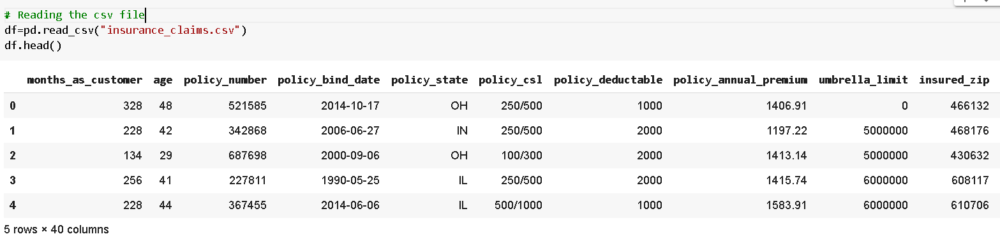 # Reading the csv file
df=pd.read_csv("insurance_claims.csv")
df.head()
months_as_customer age policy_number policy_bind_date policy_state policy_csl policy_deductable policy_annual_premium umbrella_limit insured_zip
0 328 48 521585 2014-10-17 OH 250/500 1000 1406.91 0 466132
1 228 42 342868 2006-06-27 IN 250/500 2000 1197.22 5000000 468176
2 134 29 687698 2000-09-06 OH 100/300 2000 1413.14 5000000 430632
3 256 41 227811 1990-05-25 IL 250/500 2000 1415.74 6000000 608117
4 228 44 367455 2014-06-06 IL 500/1000 1000 1583.91 6000000 610706
5 rows × 40 columns